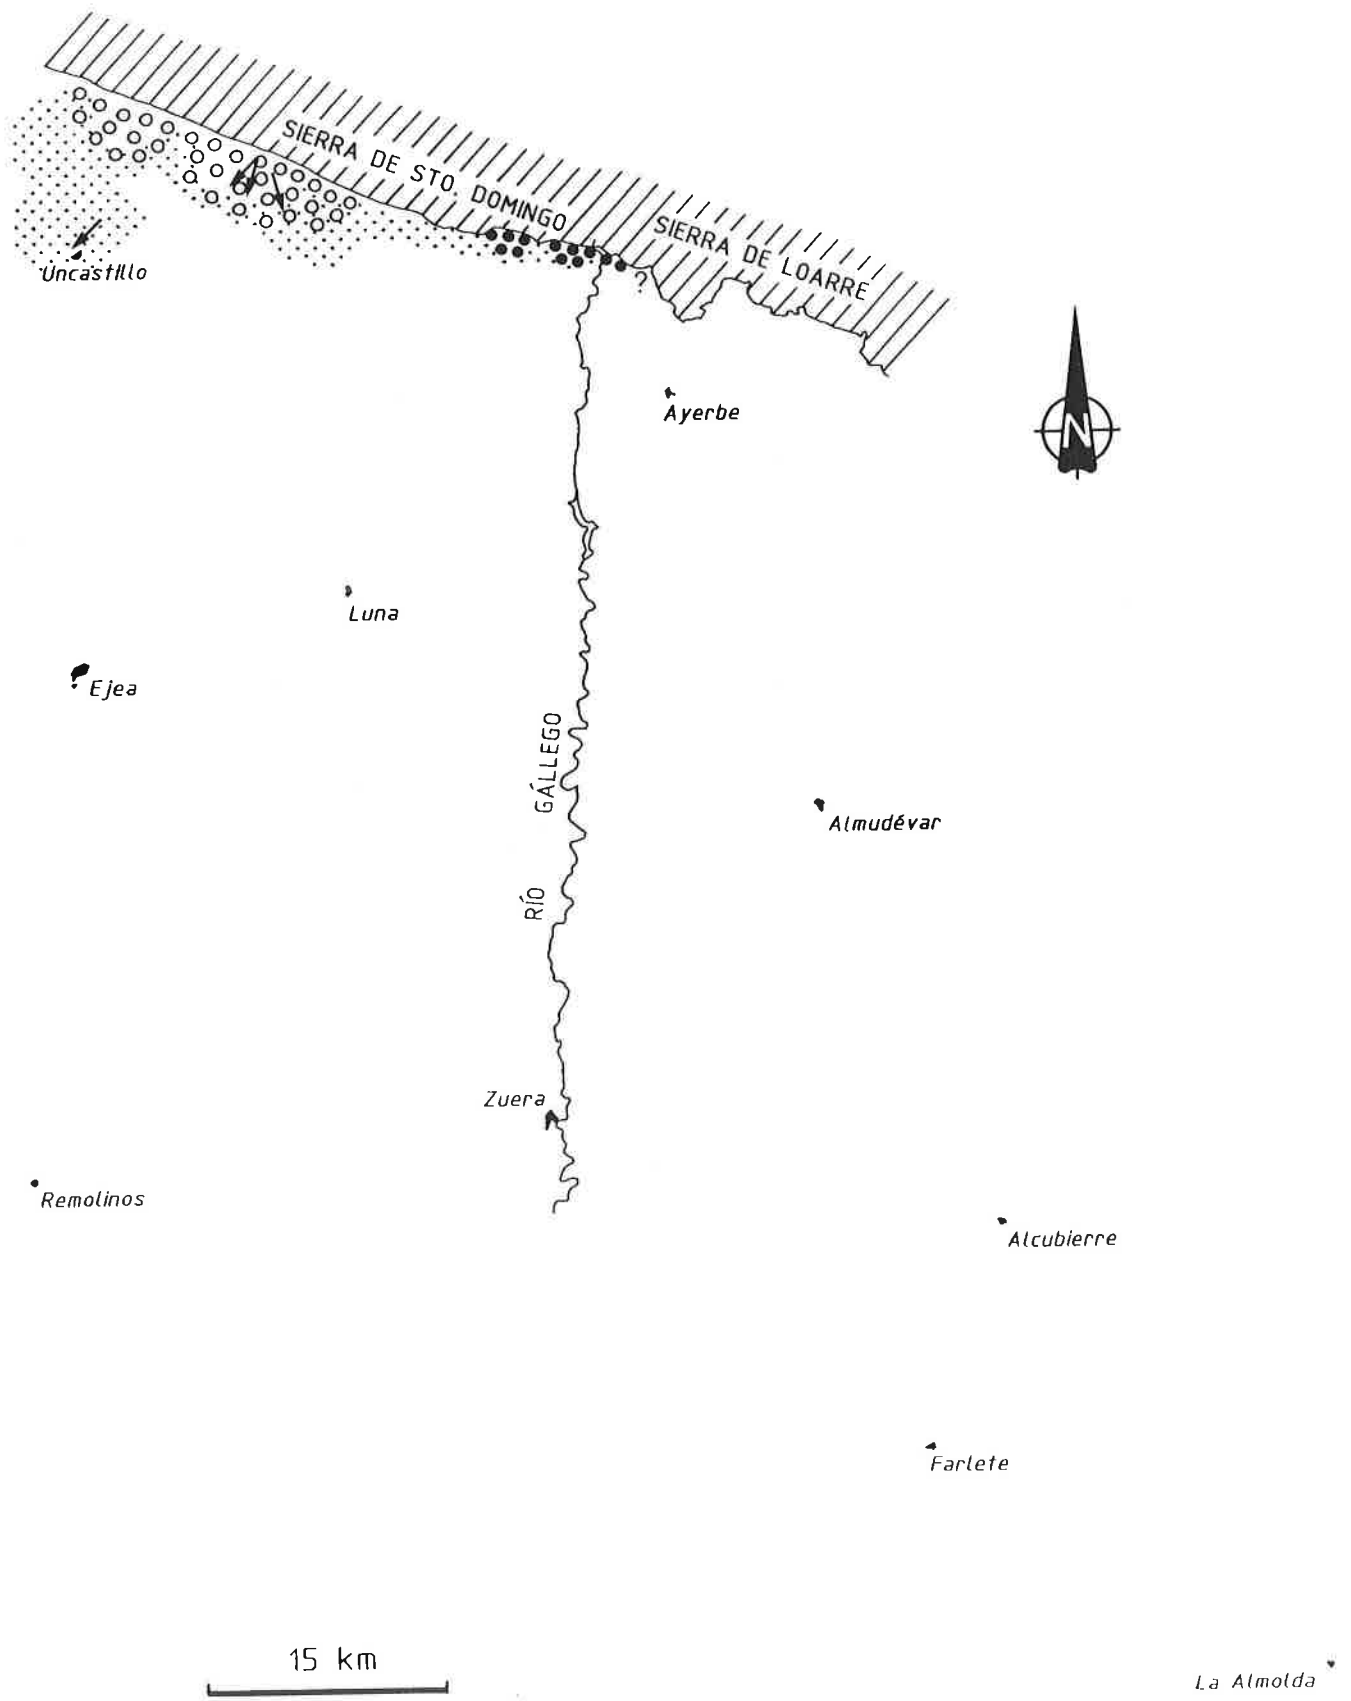 SIERRA DE STO. DOMINGO
SIERRA DE LOARRE
?
Uncastillo
Ayerbe
N
Luna
Ejea
RÍO GÁLLEGO
Almudévar
Zuera
Remolinos
Alcubierre
Farlete
15 km
La Almolda